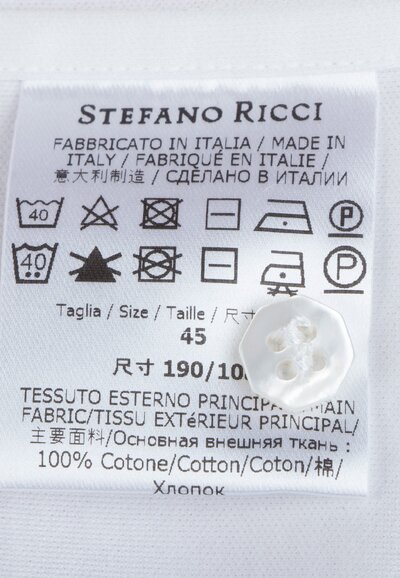 STEFANO RICCI
FABBRICATO IN ITALIA / MADE IN
ITALY / FABRIQUÉ EN ITALIE /
意大利制造 / СДЕЛАНО В ИТАЛИИ
40 P
40 P
Taglia / Size / Taille / 尺寸
45
尺寸 190/10
TESSUTO ESTERNO PRINCIPA MAIN
FABRIC/TISSU EXTéRIEUR PRINCIPAL/
主要面料/Основная внешняя ткань:
100% Cotone/Cotton/Coton/棉/
Хлопок